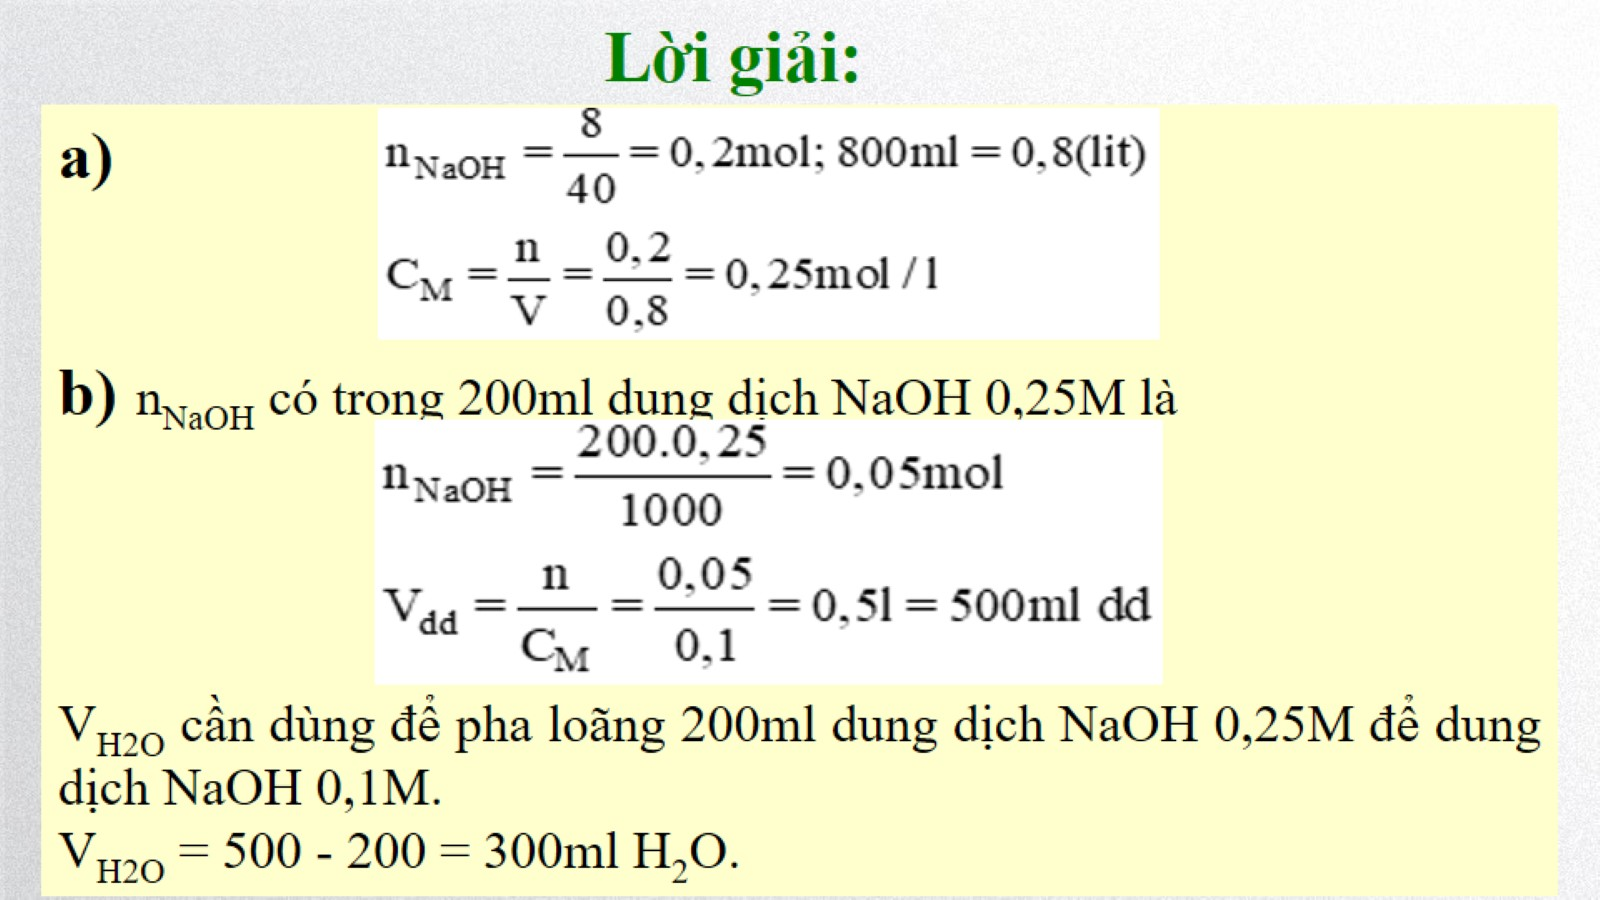 Lời giải:
a) n_NaOH = 8/40 = 0,2mol; 800ml = 0,8(lit)
C_M = n/V = 0,2/0,8 = 0,25mol / l
b) n_NaOH có trong 200ml dung dịch NaOH 0,25M là
n_NaOH = 200.0,25/1000 = 0,05mol
V_dd = n/C_M = 0,05/0,1 = 0,5l = 500ml dd
V_H2O cần dùng để pha loãng 200ml dung dịch NaOH 0,25M để dung
dịch NaOH 0,1M.
V_H2O = 500 - 200 = 300ml H₂O.